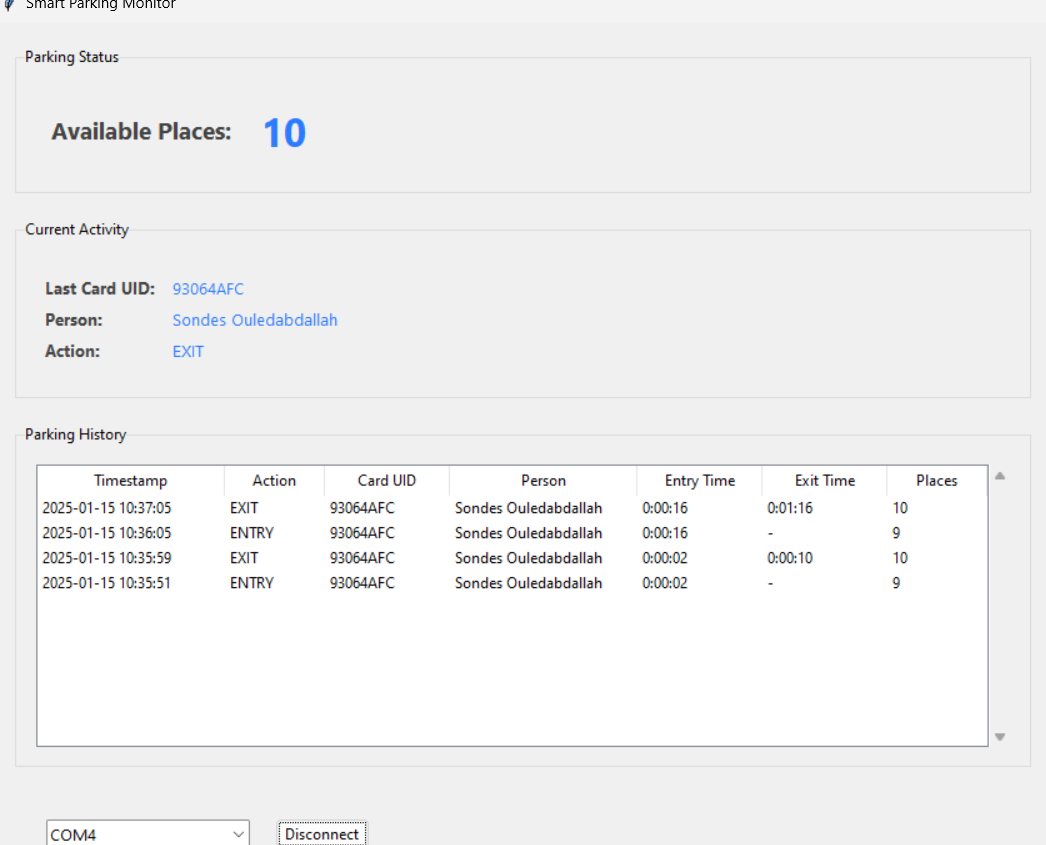 Smart Parking Monitor
Parking Status
Available Places: 10
Current Activity
Last Card UID: 93064AFC
Person: Sondes Ouledabdallah
Action: EXIT
Parking History
Timestamp Action Card UID Person Entry Time Exit Time Places
2025-01-15 10:37:05 EXIT 93064AFC Sondes Ouledabdallah 0:00:16 0:01:16 10
2025-01-15 10:36:05 ENTRY 93064AFC Sondes Ouledabdallah 0:00:16 - 9
2025-01-15 10:35:59 EXIT 93064AFC Sondes Ouledabdallah 0:00:02 0:00:10 10
2025-01-15 10:35:51 ENTRY 93064AFC Sondes Ouledabdallah 0:00:02 - 9
COM4 Disconnect